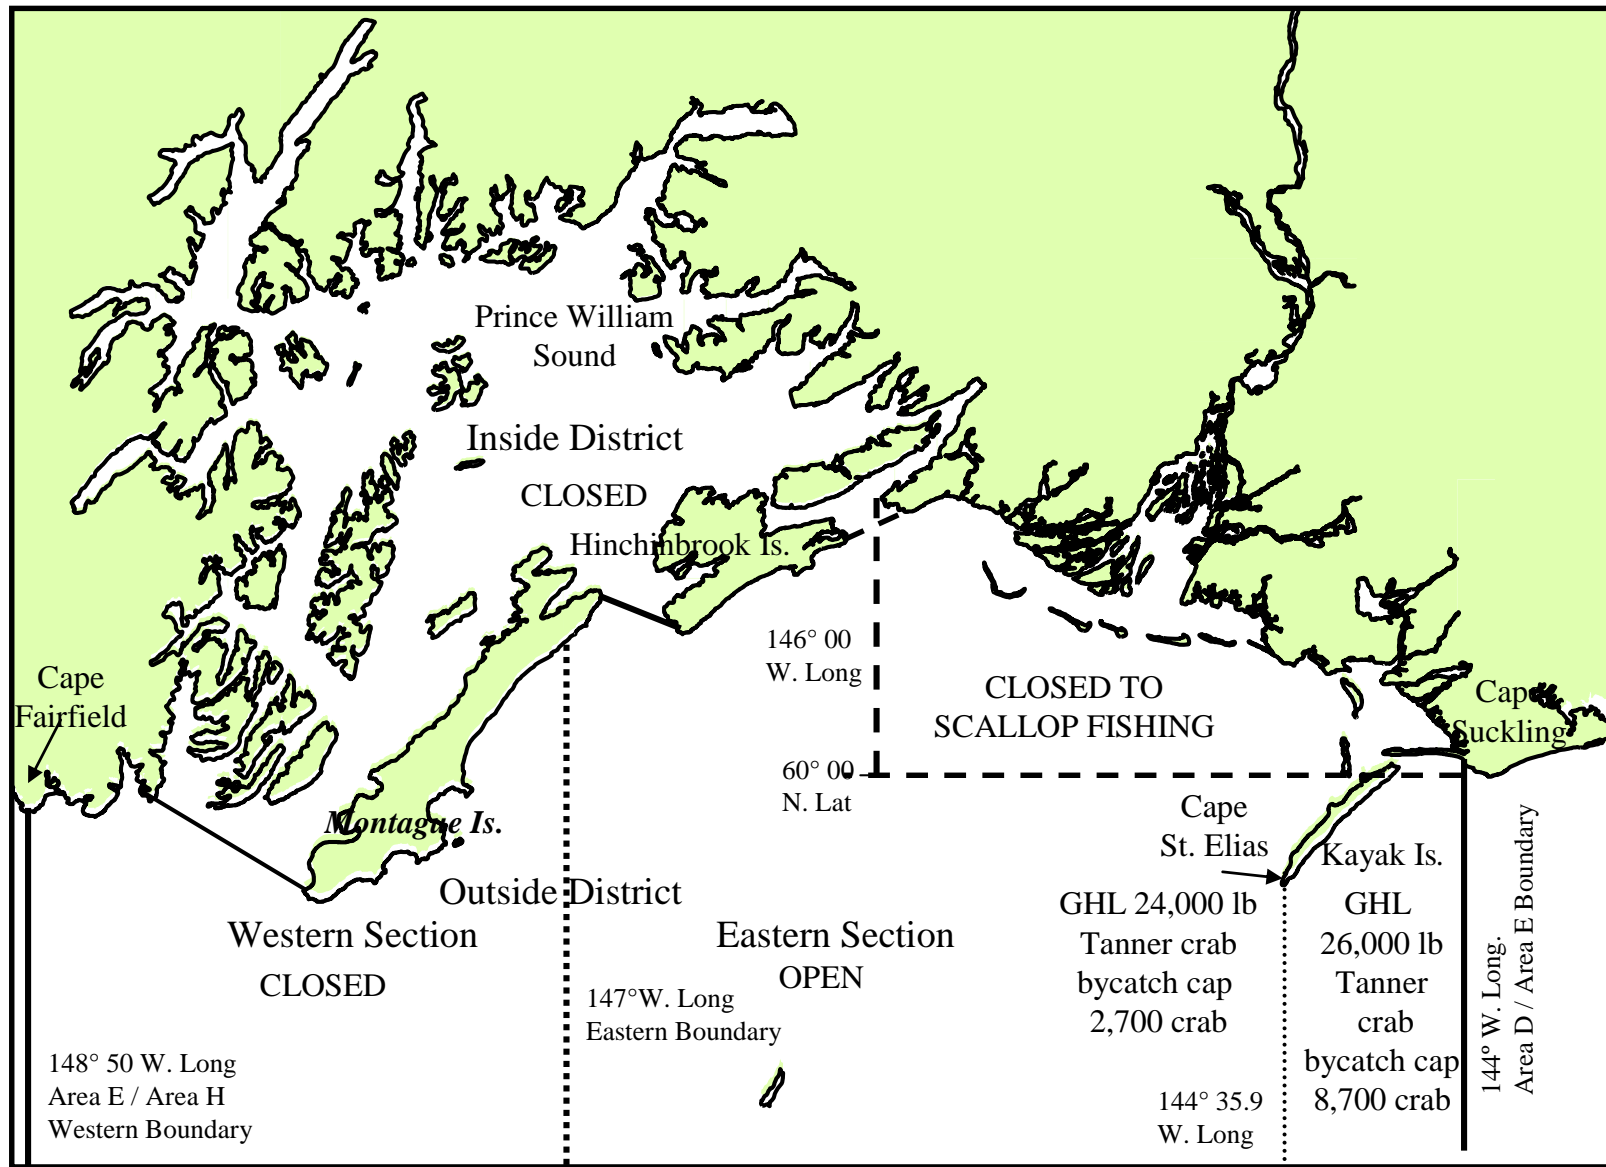 Prince William
Sound
Inside District
CLOSED
Hinchinbrook Is.
146° 00
W. Long
CLOSED TO
SCALLOP FISHING
Cape
Fairfield
Cape
Suckling
60° 00
N. Lat
Montague Is.
Cape
St. Elias
Kayak Is.
Outside District
Western Section
CLOSED
Eastern Section
OPEN
GHL 24,000 lb
Tanner crab
bycatch cap
2,700 crab
GHL
26,000 lb
Tanner
crab
bycatch cap
8,700 crab
147°W. Long
Eastern Boundary
148° 50 W. Long
Area E / Area H
Western Boundary
144° 35.9
W. Long
144º W. Long.
Area D / Area E Boundary